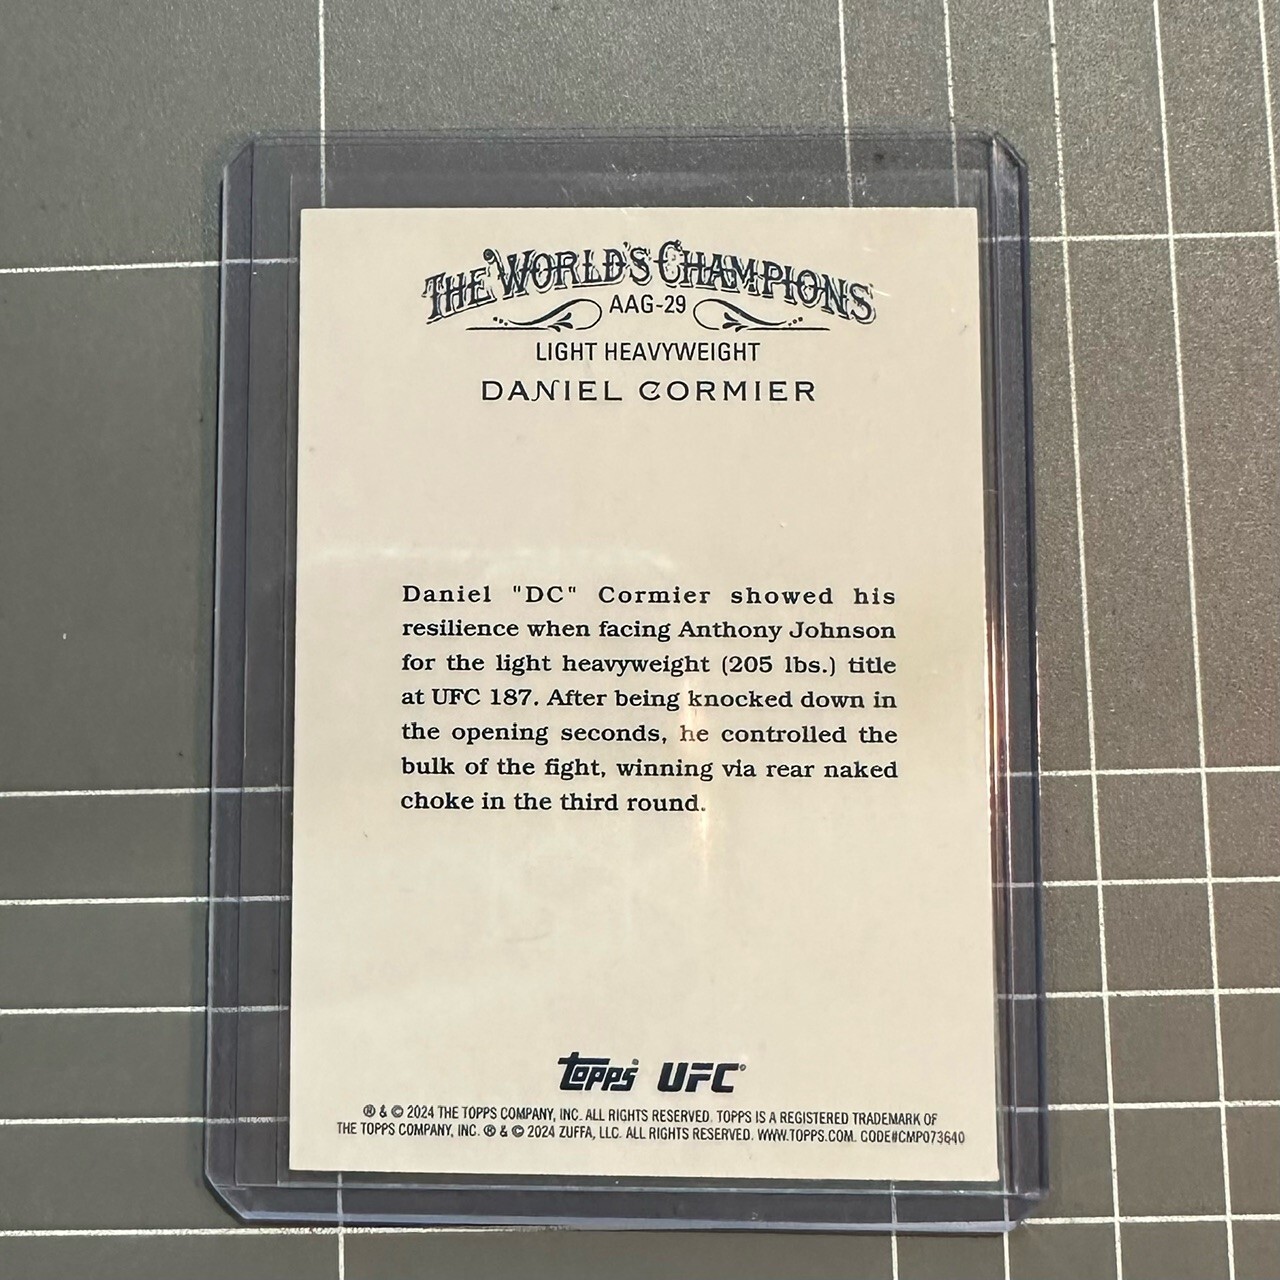 THE WORLD'S CHAMPIONS
AAG-29
LIGHT HEAVYWEIGHT
DANIEL CORMIER
Daniel "DC" Cormier showed his
resilience when facing Anthony Johnson
for the light heavyweight (205 lbs.) title
at UFC 187. After being knocked down in
the opening seconds, he controlled the
bulk of the fight, winning via rear naked
choke in the third round.
topps® UFC®
® & © 2024 THE TOPPS COMPANY, INC. ALL RIGHTS RESERVED. TOPPS IS A REGISTERED TRADEMARK OF
THE TOPPS COMPANY, INC. ® & © 2024 ZUFFA, LLC. ALL RIGHTS RESERVED. WWW.TOPPS.COM. CODE#CMP073640